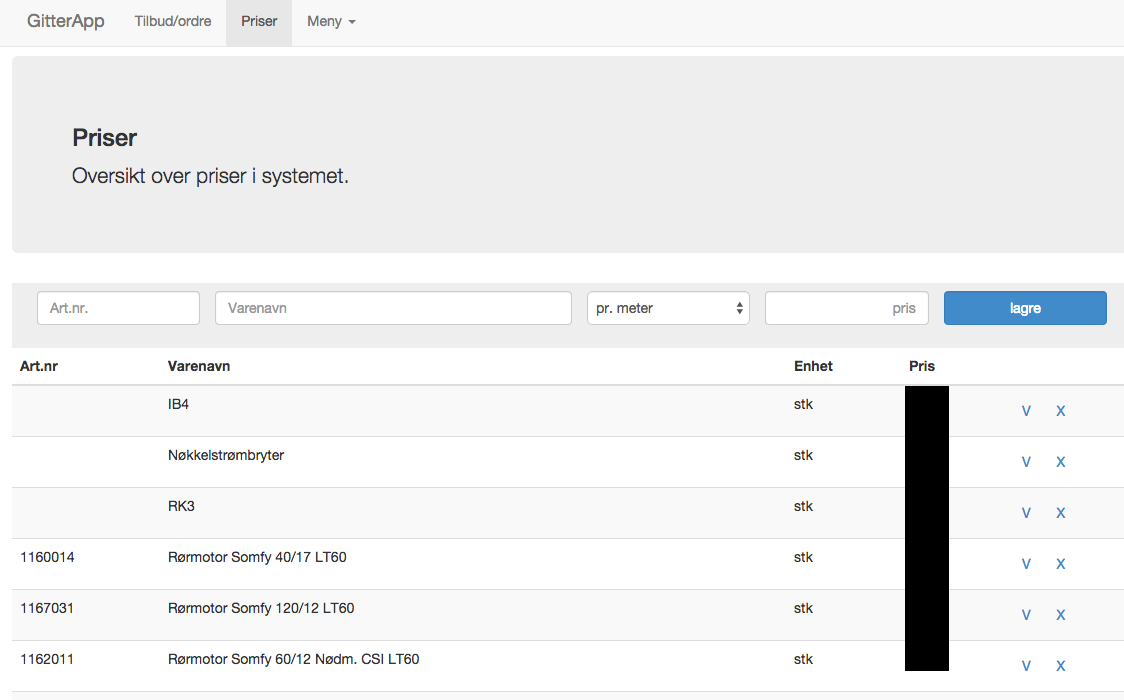 GitterApp Tilbud/ordre Priser Meny
Priser
Oversikt over priser i systemet.
Art.nr. Varenavn pr. meter pris lagre
Art.nr Varenavn Enhet Pris
IB4 stk V X
Nøkkelstrømbryter stk V X
RK3 stk V X
1160014 Rørmotor Somfy 40/17 LT60 stk V X
1167031 Rørmotor Somfy 120/12 LT60 stk V X
1162011 Rørmotor Somfy 60/12 Nødm. CSI LT60 stk V X